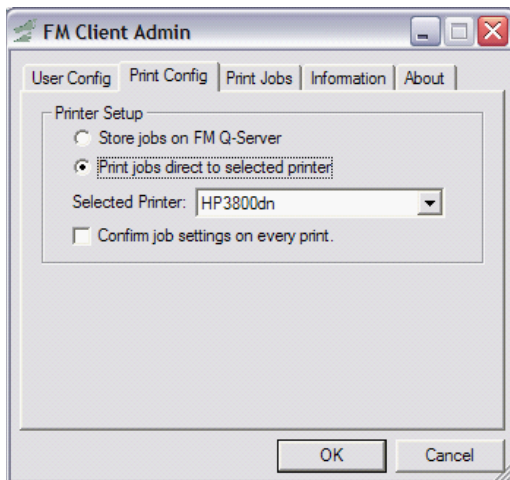 FM Client Admin
User Config Print Config Print Jobs Information About
Printer Setup
Store jobs on FM Q-Server
Print jobs direct to selected printer
Selected Printer: HP3800dn
Confirm job settings on every print.
OK Cancel